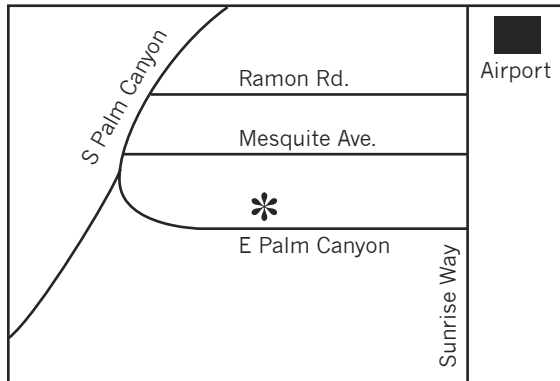 S Palm Canyon
Airport
Ramon Rd.
Mesquite Ave.
E Palm Canyon
Sunrise Way